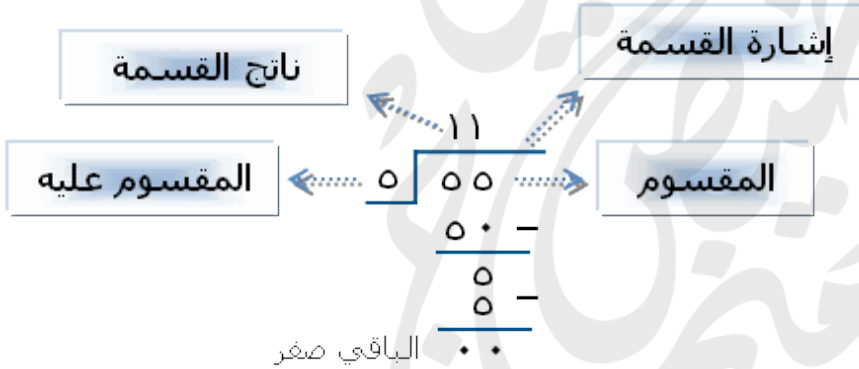 إشارة القسمة
ناتج القسمة
١١
المقسوم
٥٥
٥
المقسوم عليه
٥٠ −
٥
٥ −
٠٠ الباقي صفر